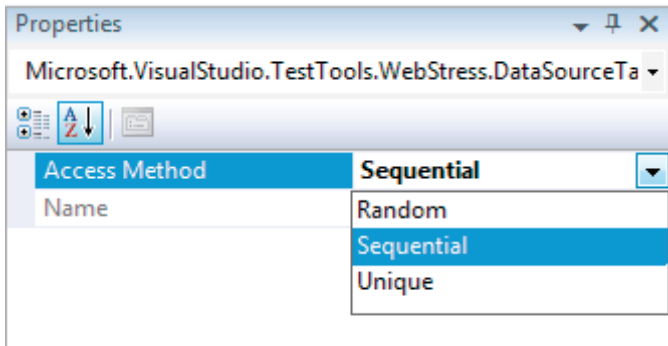 Properties
Microsoft.VisualStudio.TestTools.WebStress.DataSourceTa
A
Z
Access Method Sequential
Name Random
Sequential
Unique